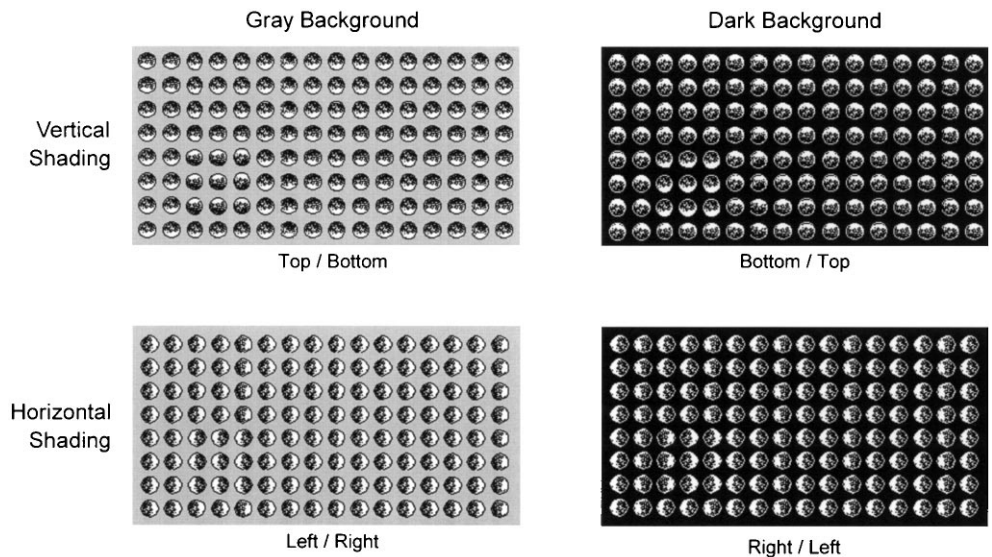 Gray Background
Dark Background
Vertical
Shading
Top / Bottom
Bottom / Top
Horizontal
Shading
Left / Right
Right / Left